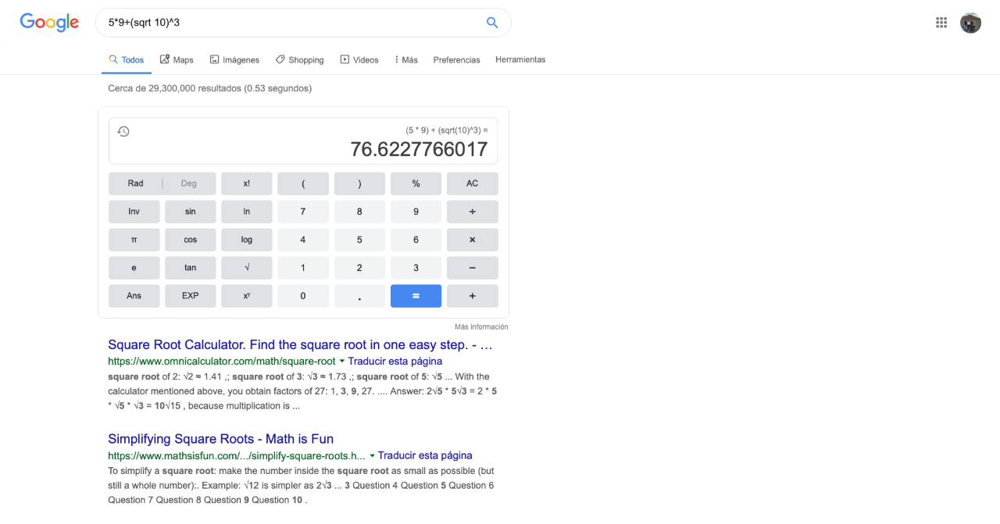 Google
5*9+(sqrt 10)^3
Todos Maps Imágenes Shopping Videos Más Preferencias Herramientas
Cerca de 29,300,000 resultados (0.53 segundos)
(5 * 9) + (sqrt(10)^3) =
76.6227766017
Rad | Deg x! ( ) % AC
Inv sin ln 7 8 9 ÷
π cos log 4 5 6 ×
e tan √ 1 2 3 −
Ans EXP xʸ 0 . = +
Más información
Square Root Calculator. Find the square root in one easy step. - …
https://www.omnicalculator.com/math/square-root Traducir esta página
square root of 2: √2 ≈ 1.41 ,; square root of 3: √3 ≈ 1.73 ,; square root of 5: √5 ... With the
calculator mentioned above, you obtain factors of 27: 1, 3, 9, 27. .... Answer: 2√5 * 5√3 = 2 * 5
* √5 * √3 = 10√15 , because multiplication is ...
Simplifying Square Roots - Math is Fun
https://www.mathsisfun.com/.../simplify-square-roots.h... Traducir esta página
To simplify a square root: make the number inside the square root as small as possible (but
still a whole number):. Example: √12 is simpler as 2√3 ... 3 Question 4 Question 5 Question 6
Question 7 Question 8 Question 9 Question 10 .